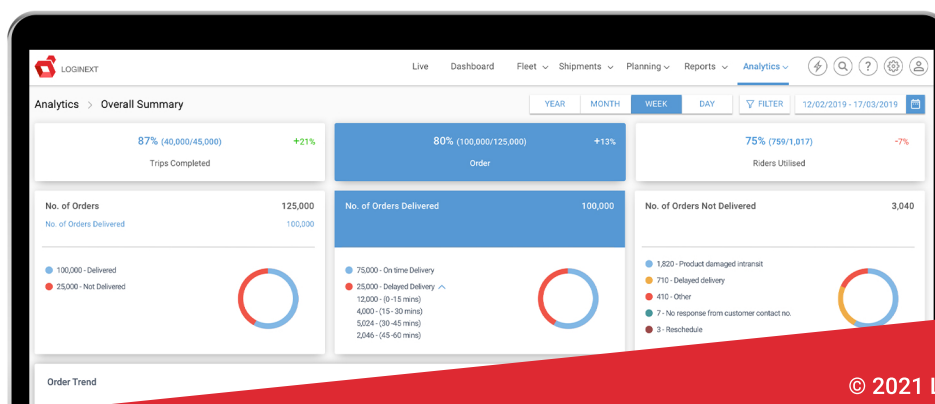 LOGINEXT
Live Dashboard Fleet Shipments Planning Reports Analytics
Analytics > Overall Summary
YEAR MONTH WEEK DAY FILTER 12/02/2019 - 17/03/2019
87% (40,000/45,000) +21%
Trips Completed
80% (100,000/125,000) +13%
Order
75% (759/1,017) -7%
Riders Utilised
No. of Orders 125,000
No. of Orders Delivered 100,000
100,000 - Delivered
25,000 - Not Delivered
No. of Orders Delivered 100,000
75,000 - On time Delivery
25,000 - Delayed Delivery
12,000 - (0-15 mins)
4,000 - (15- 30 mins)
5,024 - (30-45 mins)
2,046 - (45-60 mins)
No. of Orders Not Delivered 3,040
1,820 - Product damaged intransit
710 - Delayed delivery
410 - Other
7 - No response from customer contact no.
3 - Reschedule
Order Trend
© 2021 L